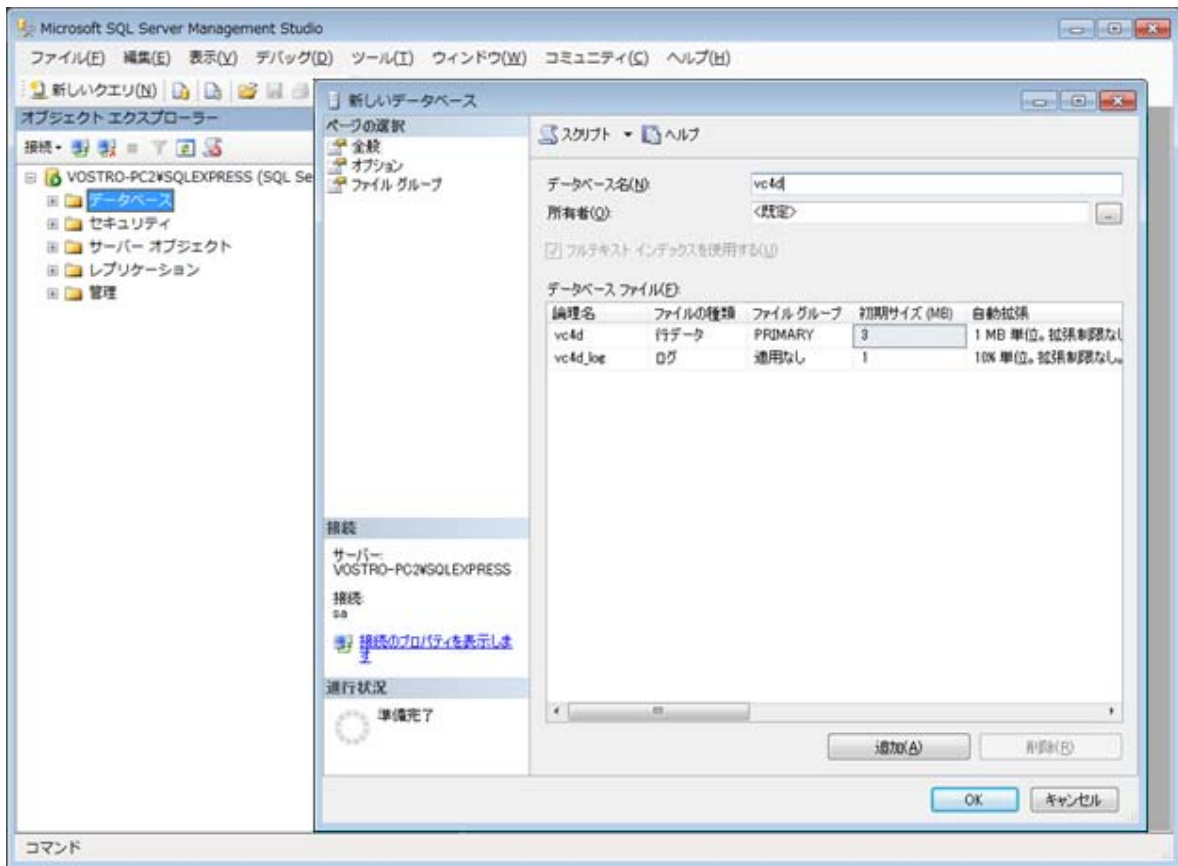 Microsoft SQL Server Management Studio
ファイル(F) 編集(E) 表示(V) デバッグ(D) ツール(T) ウィンドウ(W) コミュニティ(C) ヘルプ(H)
新しいクエリ(N)
オブジェクト エクスプローラー
接続
VOSTRO-PC2¥SQLEXPRESS (SQL Se
データベース
セキュリティ
サーバー オブジェクト
レプリケーション
管理
新しいデータベース
ページの選択
全般
オプション
ファイル グループ
スクリプト ヘルプ
データベース名(N): vc4d
所有者(O): <既定>
フルテキスト インデックスを使用する(U)
データベース ファイル(F):
論理名 ファイルの種類 ファイル グループ 初期サイズ (MB) 自動拡張
vc4d 行データ PRIMARY 3 1 MB 単位。拡張制限なし
vc4d_log ログ 適用なし 1 10% 単位。拡張制限なし。
接続
サーバー:
VOSTRO-PC2¥SQLEXPRESS
接続:
sa
接続のプロパティを表示しま
す
進行状況
準備完了
追加(A) 削除(R)
OK キャンセル
コマンド